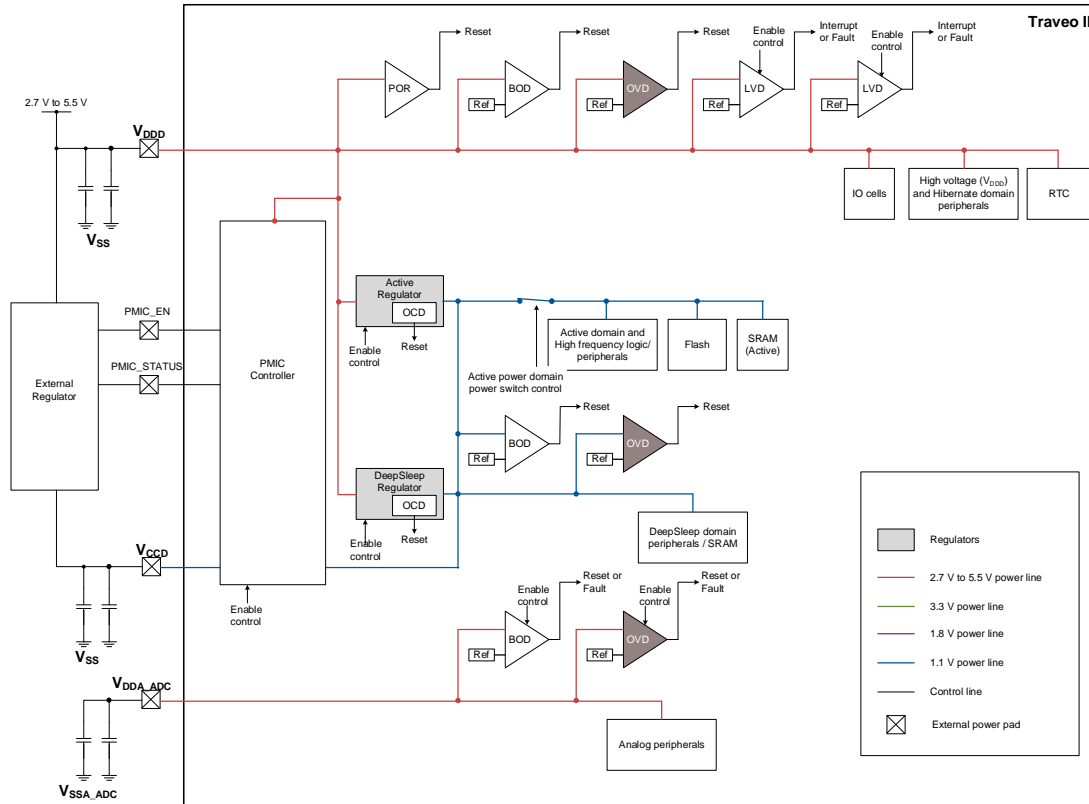 Traveo II
Reset
Reset
Reset
Enable
control
Interrupt
or Fault
Enable
control
Interrupt
or Fault
POR
BOD
OVD
LVD
LVD
Ref
Ref
Ref
Ref
2.7 V to 5.5 V
VDDD
VSS
IO cells
High voltage (VDDD)
and Hibernate domain
peripherals
RTC
External
Regulator
PMIC_EN
PMIC_STATUS
PMIC
Controller
Enable
control
Active
Regulator
OCD
Enable
control
Reset
Active power domain
power switch control
Active domain and
High frequency logic/
peripherals
Flash
SRAM
(Active)
Reset
Reset
BOD
OVD
Ref
Ref
DeepSleep
Regulator
OCD
Enable
control
Reset
DeepSleep domain
peripherals / SRAM
VCCD
VSS
Enable
control
Reset or
Fault
Enable
control
Reset or
Fault
BOD
OVD
Ref
Ref
VDDA_ADC
VSSA_ADC
Analog peripherals
Regulators
2.7 V to 5.5 V power line
3.3 V power line
1.8 V power line
1.1 V power line
Control line
External power pad